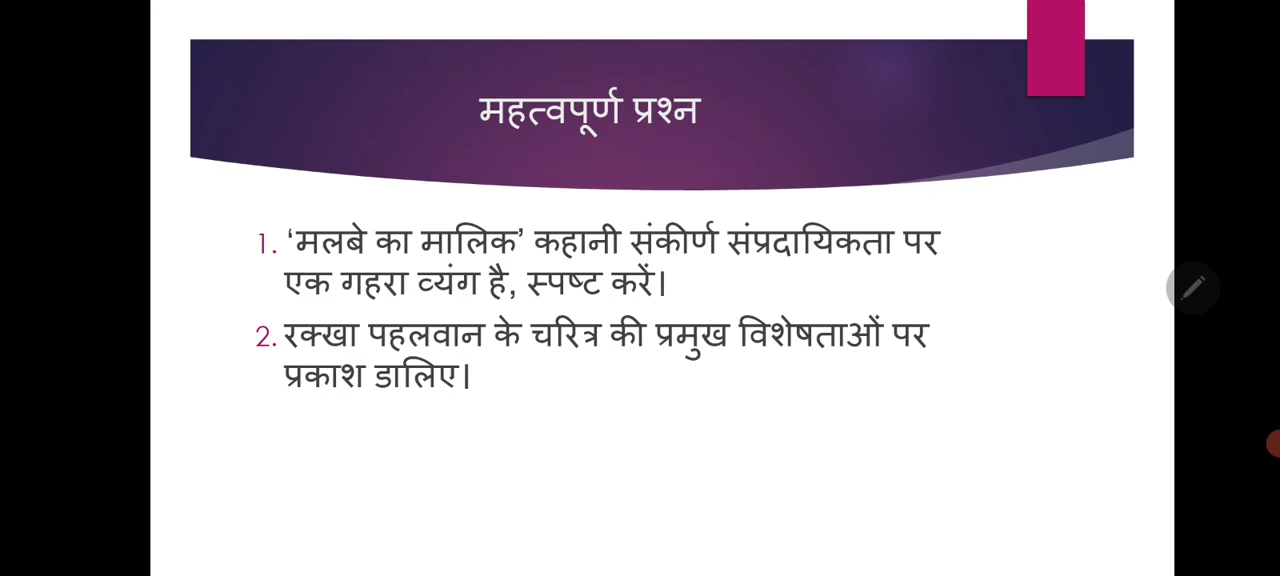 महत्वपूर्ण प्रश्न
1. ‘मलबे का मालिक’ कहानी संकीर्ण संप्रदायिकता पर
एक गहरा व्यंग है, स्पष्ट करें।
2. रक्खा पहलवान के चरित्र की प्रमुख विशेषताओं पर
प्रकाश डालिए।